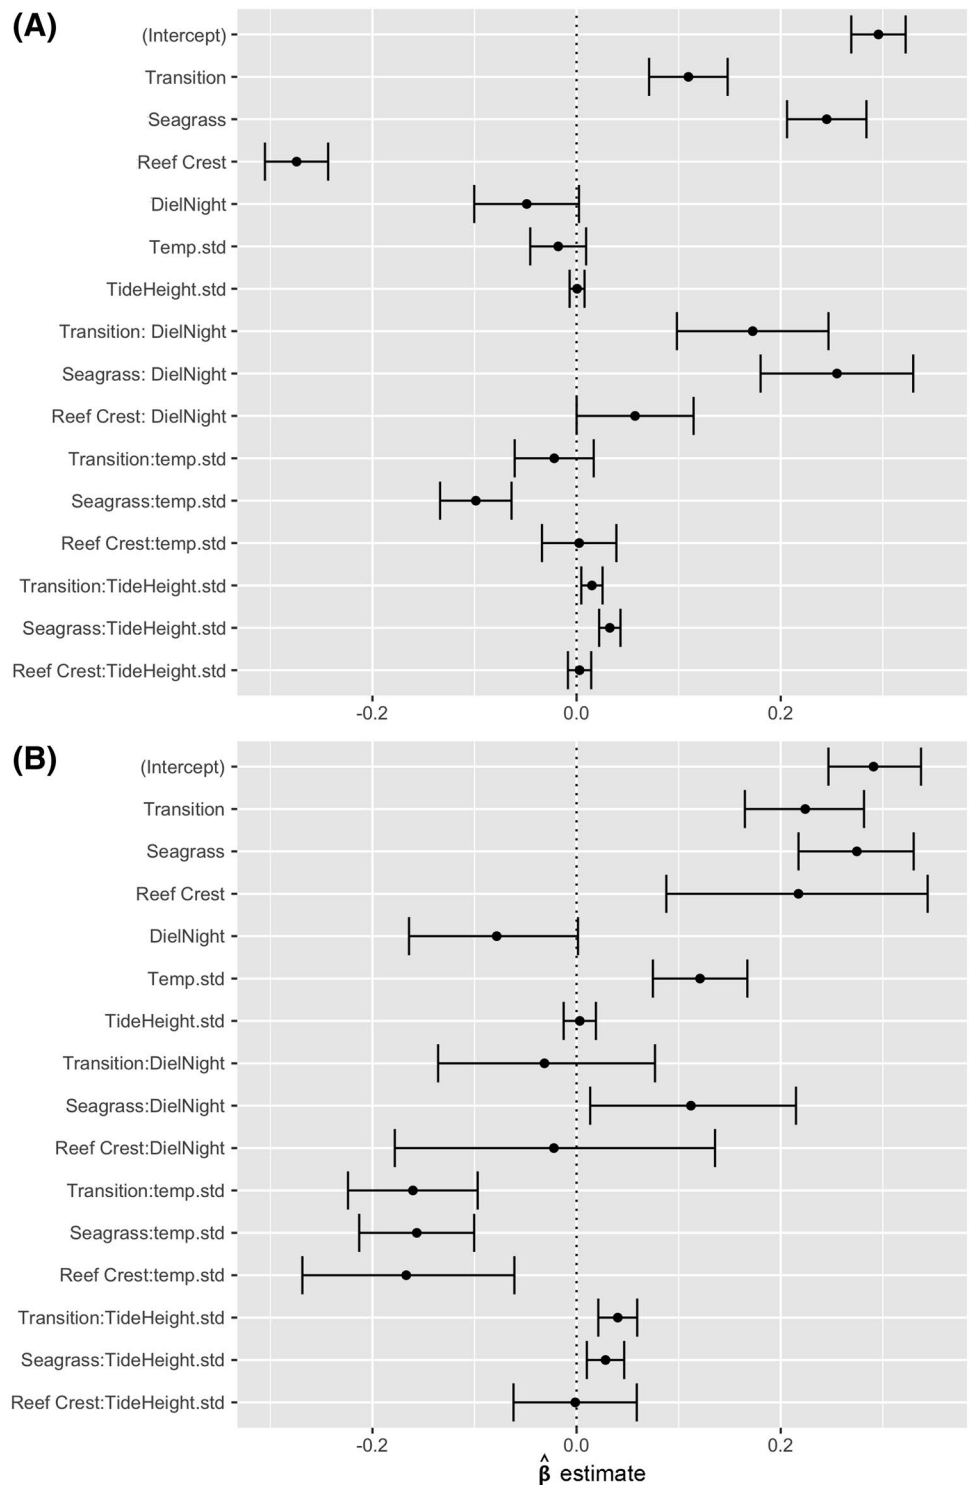 (A)
(Intercept)
Transition
Seagrass
Reef Crest
DielNight
Temp.std
TideHeight.std
Transition: DielNight
Seagrass: DielNight
Reef Crest: DielNight
Transition:temp.std
Seagrass:temp.std
Reef Crest:temp.std
Transition:TideHeight.std
Seagrass:TideHeight.std
Reef Crest:TideHeight.std
-0.2 0.0 0.2
(B)
(Intercept)
Transition
Seagrass
Reef Crest
DielNight
Temp.std
TideHeight.std
Transition:DielNight
Seagrass:DielNight
Reef Crest:DielNight
Transition:temp.std
Seagrass:temp.std
Reef Crest:temp.std
Transition:TideHeight.std
Seagrass:TideHeight.std
Reef Crest:TideHeight.std
-0.2 0.0 0.2
β̂ estimate